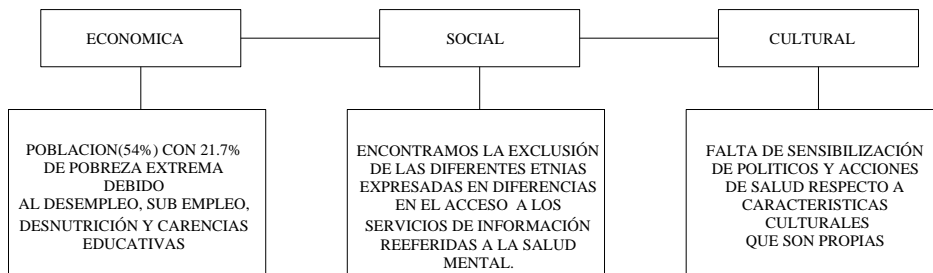 ECONOMICA
SOCIAL
CULTURAL
POBLACION(54%) CON 21.7%
DE POBREZA EXTREMA
DEBIDO
AL DESEMPLEO, SUB EMPLEO,
DESNUTRICIÓN Y CARENCIAS
EDUCATIVAS
ENCONTRAMOS LA EXCLUSIÓN
DE LAS DIFERENTES ETNIAS
EXPRESADAS EN DIFERENCIAS
EN EL ACCESO A LOS
SERVICIOS DE INFORMACIÓN
REEFERIDAS A LA SALUD
MENTAL.
FALTA DE SENSIBILIZACIÓN
DE POLITICOS Y ACCIONES
DE SALUD RESPECTO A
CARACTERISTICAS
CULTURALES
QUE SON PROPIAS